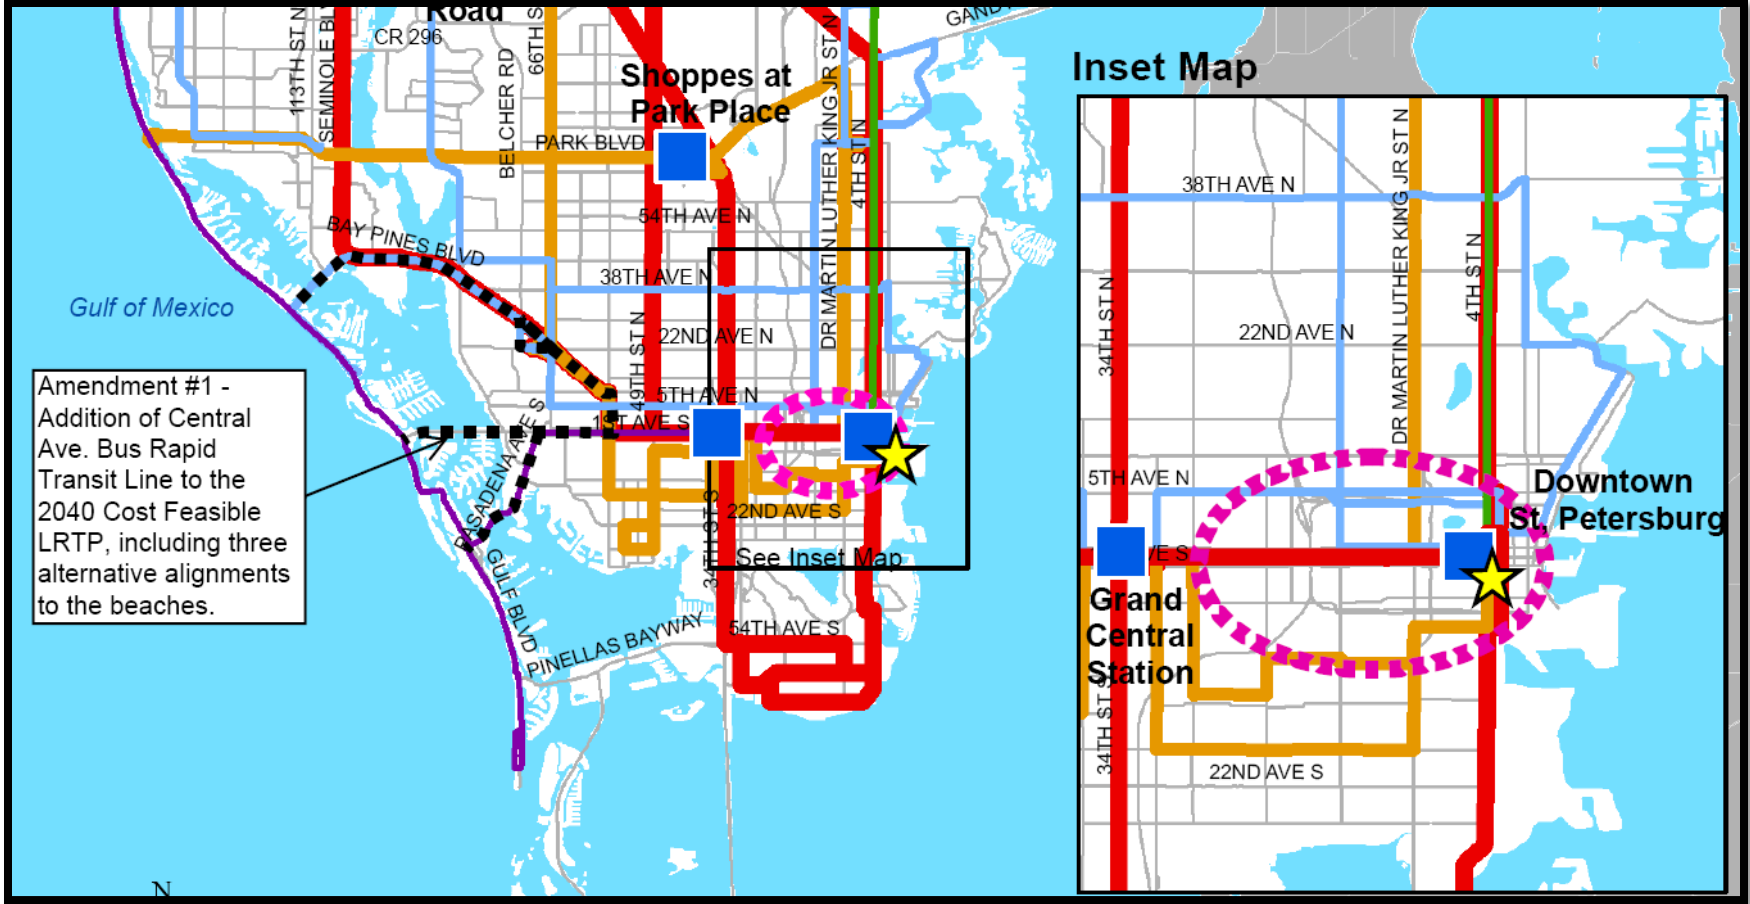 Road
CR 296
113TH ST N
SEMINOLE BL
BELCHER RD
66TH S
GANDY
DR MARTIN LUTHER KING JR ST N
4TH ST N
Shoppes at
Park Place
PARK BLVD
54TH AVE N
BAY PINES BLVD
38TH AVE N
Gulf of Mexico
22ND AVE N
49TH ST N
5TH AVE N
1ST AVE S
PASADENA AVE S
34TH ST S
22ND AVE S
See Inset Map
GULF BLVD
PINELLAS BAYWAY
54TH AVE S
Amendment #1 -
Addition of Central
Ave. Bus Rapid
Transit Line to the
2040 Cost Feasible
LRTP, including three
alternative alignments
to the beaches.
N
Inset Map
38TH AVE N
DR MARTIN LUTHER KING JR ST N
4TH ST N
34TH ST N
22ND AVE N
5TH AVE N
Downtown
St. Petersburg
VE S
Grand
Central
Station
34TH ST S
22ND AVE S